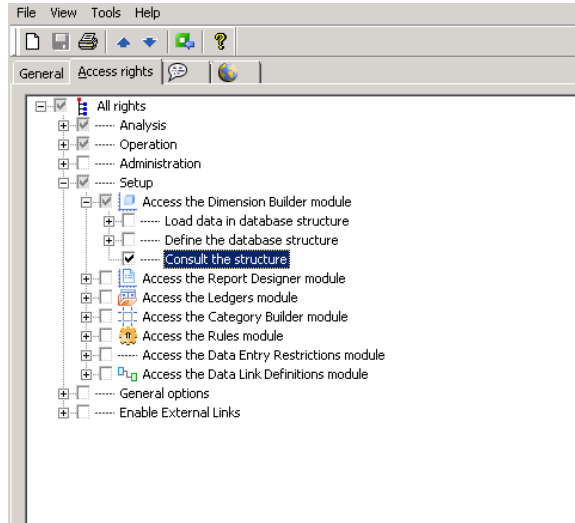 File View Tools Help
General Access rights
All rights
Analysis
Operation
Administration
Setup
Access the Dimension Builder module
Load data in database structure
Define the database structure
Consult the structure
Access the Report Designer module
Access the Ledgers module
Access the Category Builder module
Access the Rules module
Access the Data Entry Restrictions module
Access the Data Link Definitions module
General options
Enable External Links